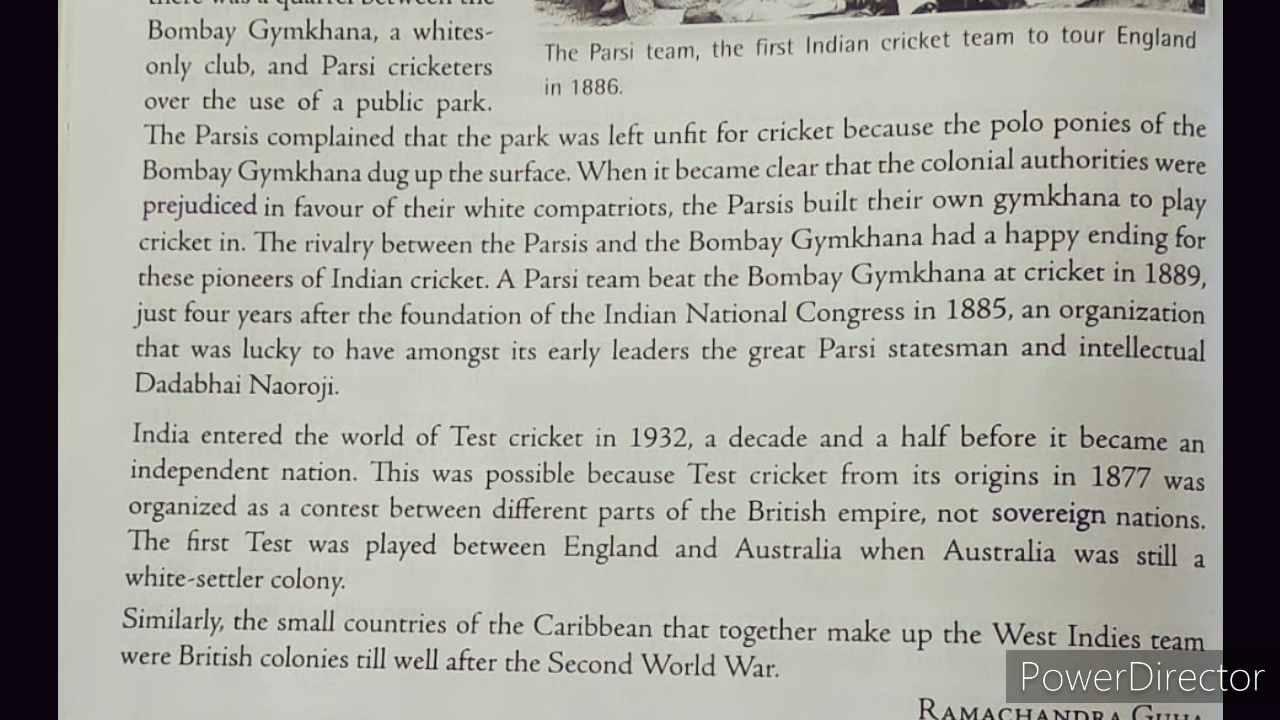 there was a quarrel between the
Bombay Gymkhana, a whites-
only club, and Parsi cricketers
over the use of a public park.
The Parsi team, the first Indian cricket team to tour England
in 1886.
The Parsis complained that the park was left unfit for cricket because the polo ponies of the
Bombay Gymkhana dug up the surface. When it became clear that the colonial authorities were
prejudiced in favour of their white compatriots, the Parsis built their own gymkhana to play
cricket in. The rivalry between the Parsis and the Bombay Gymkhana had a happy ending for
these pioneers of Indian cricket. A Parsi team beat the Bombay Gymkhana at cricket in 1889,
just four years after the foundation of the Indian National Congress in 1885, an organization
that was lucky to have amongst its early leaders the great Parsi statesman and intellectual
Dadabhai Naoroji.
India entered the world of Test cricket in 1932, a decade and a half before it became an
independent nation. This was possible because Test cricket from its origins in 1877 was
organized as a contest between different parts of the British empire, not sovereign nations.
The first Test was played between England and Australia when Australia was still a
white-settler colony.
Similarly, the small countries of the Caribbean that together make up the West Indies team
were British colonies till well after the Second World War.
PowerDirector
RAMACHANDRA GUHA